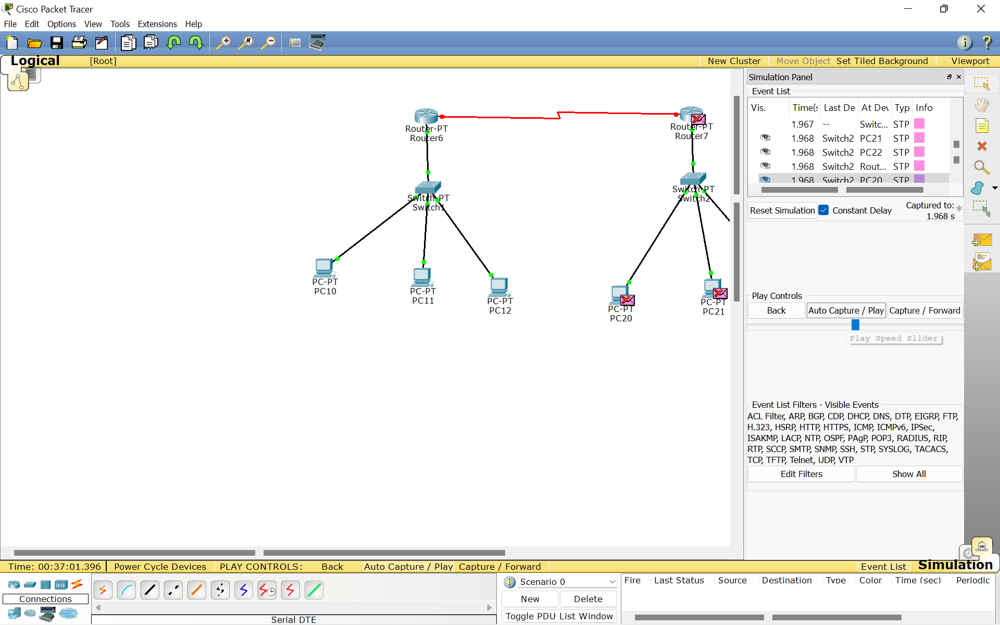 Cisco Packet Tracer
File Edit Options View Tools Extensions Help
Logical [Root] New Cluster Move Object Set Tiled Background Viewport
Router-PT
Router6
Router-PT
Router7
Switch-PT
Switch1
Switch-PT
Switch2
PC-PT
PC10
PC-PT
PC11
PC-PT
PC12
PC-PT
PC20
PC-PT
PC21
Simulation Panel
Event List
Vis. Time(s Last De At Dev Typ Info
1.967 -- Switc... STP
1.968 Switch2 PC21 STP
1.968 Switch2 PC22 STP
1.968 Switch2 Rout... STP
1.968 Switch2 PC20 STP
Reset Simulation Constant Delay Captured to: *
1.968 s
Play Controls
Back Auto Capture / Play Capture / Forward
Play Speed Slider
Event List Filters - Visible Events
ACL Filter, ARP, BGP, CDP, DHCP, DNS, DTP, EIGRP, FTP,
H.323, HSRP, HTTP, HTTPS, ICMP, ICMPv6, IPSec,
ISAKMP, LACP, NTP, OSPF, PAgP, POP3, RADIUS, RIP,
RTP, SCCP, SMTP, SNMP, SSH, STP, SYSLOG, TACACS,
TCP, TFTP, Telnet, UDP, VTP
Edit Filters Show All
Time: 00:37:01.396 Power Cycle Devices PLAY CONTROLS: Back Auto Capture / Play Capture / Forward Event List Simulation
Connections
Serial DTE
Scenario 0
New Delete
Toggle PDU List Window
Fire Last Status Source Destination Type Color Time (sec) Periodic